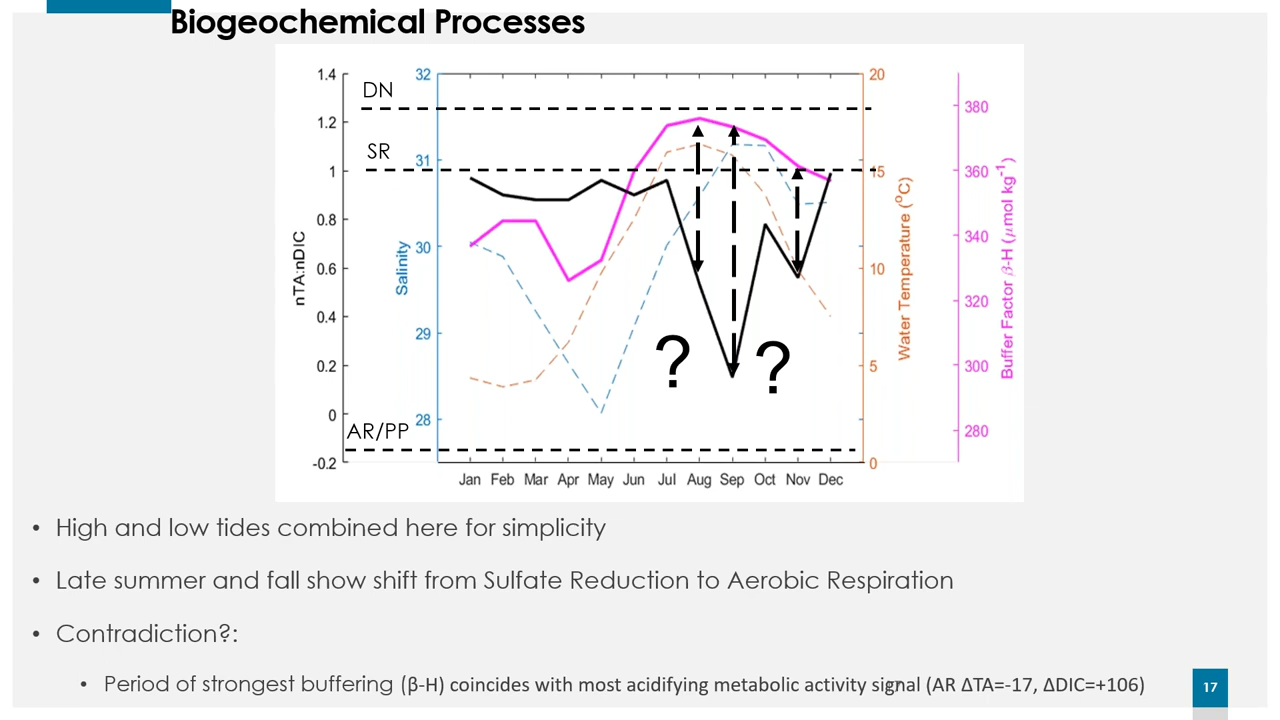 Biogeochemical Processes
1.4
1.2
1
0.8
0.6
0.4
0.2
0
-0.2
nTA:nDIC
32
31
30
29
28
Salinity
DN
SR
AR/PP
? ?
20
15
10
5
0
Water Temperature (⁰C)
380
360
340
320
300
280
Buffer Factor β-H (μmol kg⁻¹)
Jan Feb Mar Apr May Jun Jul Aug Sep Oct Nov Dec
• High and low tides combined here for simplicity
• Late summer and fall show shift from Sulfate Reduction to Aerobic Respiration
• Contradiction?:
• Period of strongest buffering (β-H) coincides with most acidifying metabolic activity signal (AR ΔTA=-17, ΔDIC=+106)
17